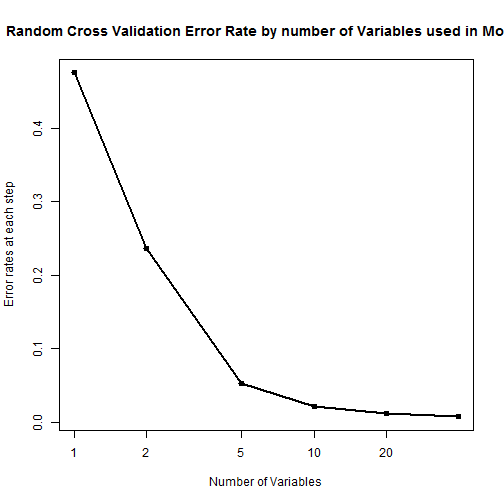 Random Cross Validation Error Rate by number of Variables used in Mo
Error rates at each step
0.4
0.3
0.2
0.1
0.0
1 2 5 10 20
Number of Variables